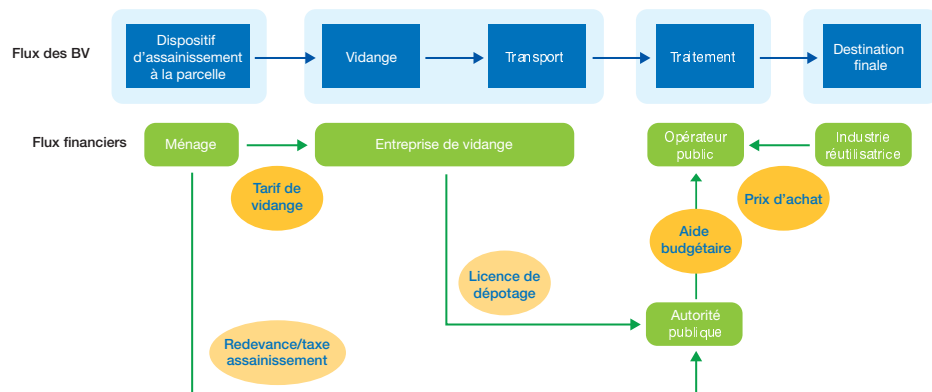 Flux des BV
Dispositif
d'assainissement
à la parcelle
Vidange
Transport
Traitement
Destination
finale
Flux financiers
Ménage
Entreprise de vidange
Opérateur
public
Industrie
réutilisatrice
Tarif de
vidange
Prix d'achat
Aide
budgétaire
Licence de
dépotage
Autorité
publique
Redevance/taxe
assainissement